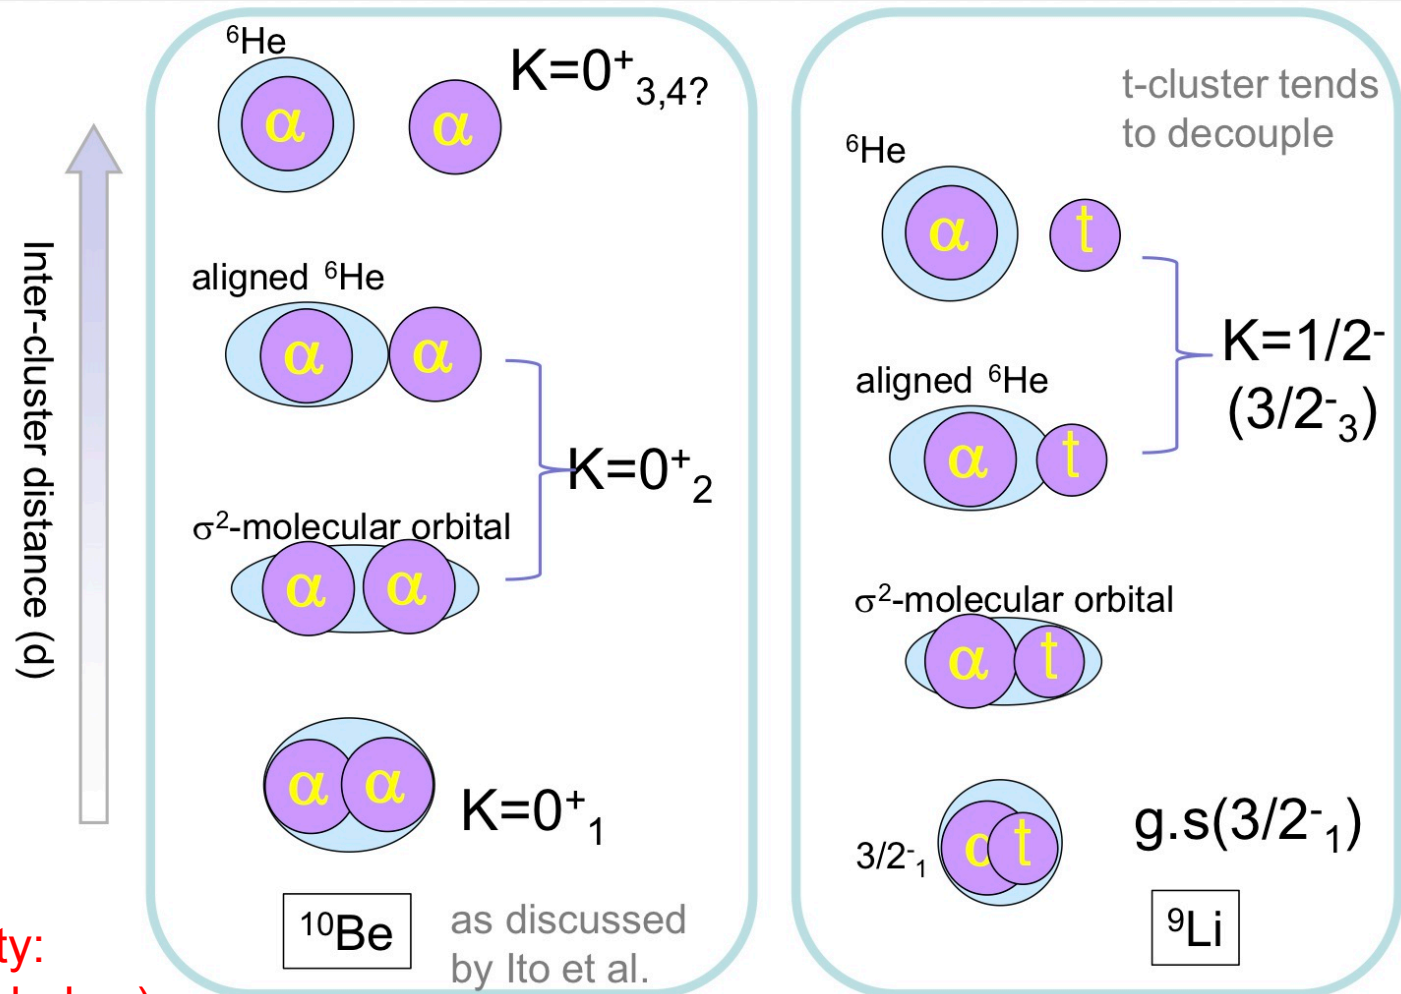 Inter-cluster distance (d)
⁶He
α
α
K=0⁺₃,₄?
aligned ⁶He
α
α
K=0⁺₂
σ²-molecular orbital
α
α
α
α
K=0⁺₁
¹⁰Be
as discussed
by Ito et al.
t-cluster tends
to decouple
⁶He
α
t
K=1/2⁻
(3/2⁻₃)
aligned ⁶He
α
t
σ²-molecular orbital
α
t
3/2⁻₁
α
t
g.s(3/2⁻₁)
⁹Li
ty: